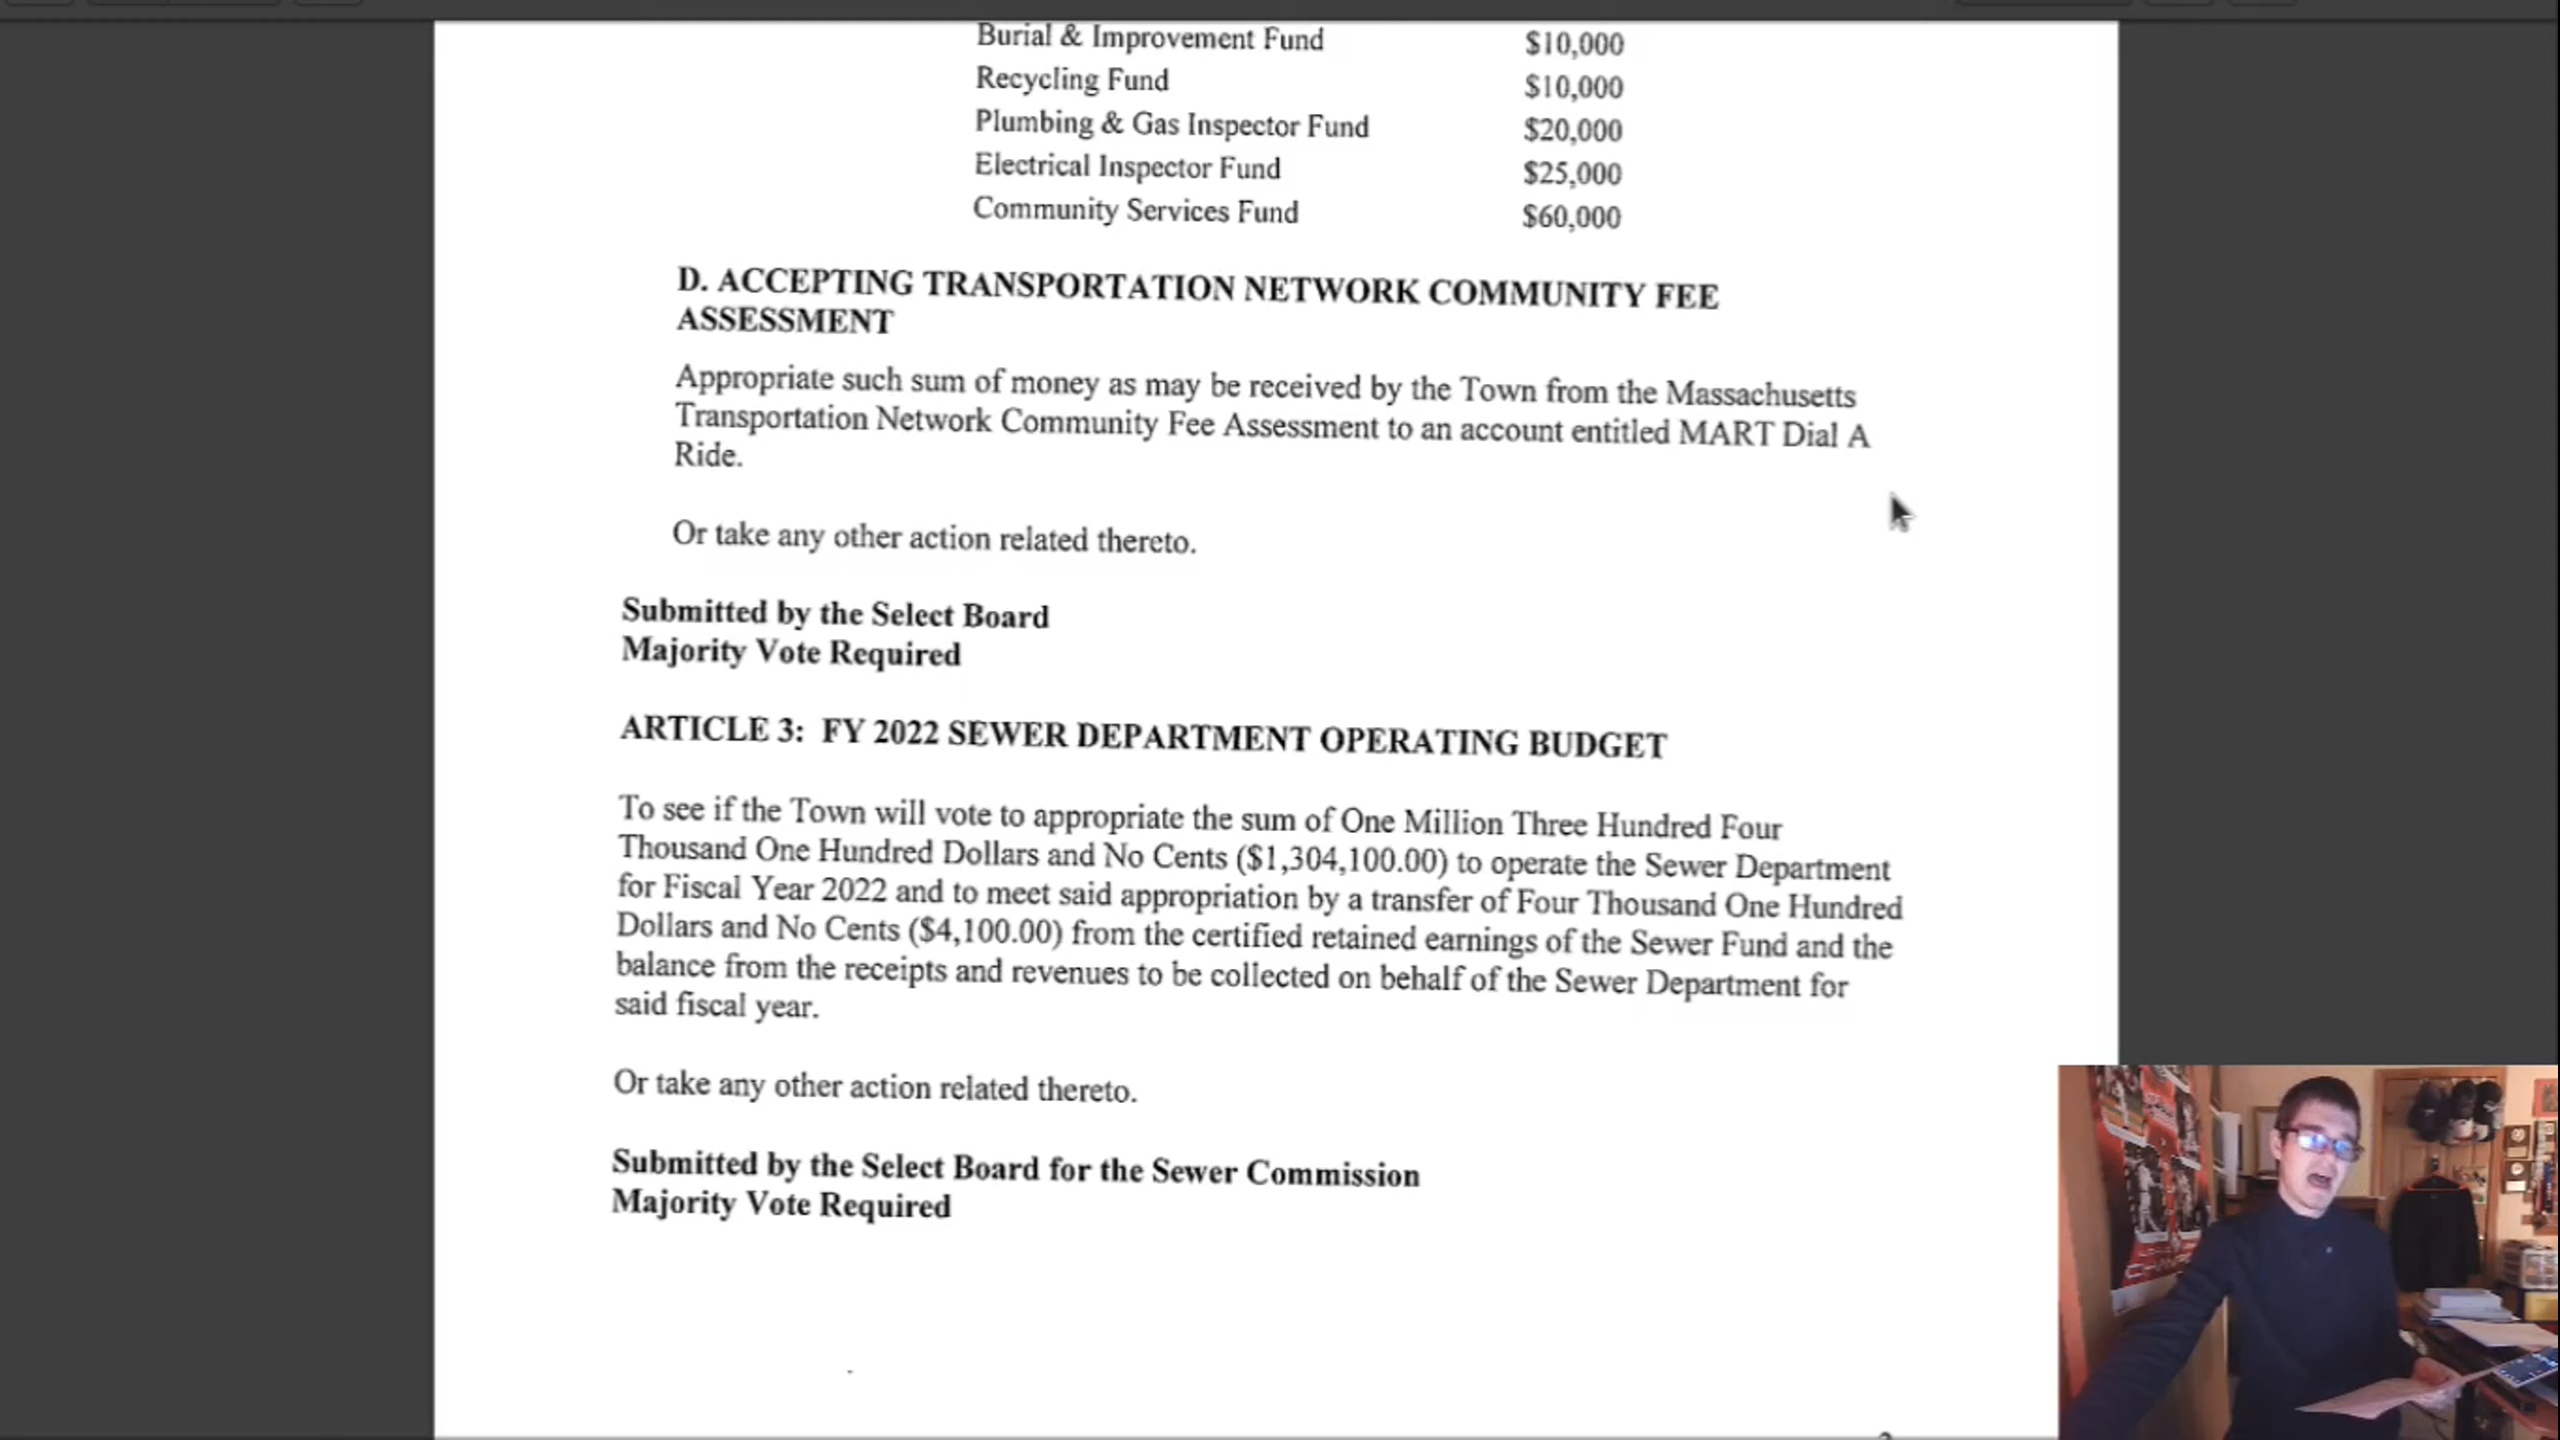 Burial & Improvement Fund $10,000
Recycling Fund $10,000
Plumbing & Gas Inspector Fund $20,000
Electrical Inspector Fund $25,000
Community Services Fund $60,000
D. ACCEPTING TRANSPORTATION NETWORK COMMUNITY FEE
ASSESSMENT
Appropriate such sum of money as may be received by the Town from the Massachusetts
Transportation Network Community Fee Assessment to an account entitled MART Dial A
Ride.
Or take any other action related thereto.
Submitted by the Select Board
Majority Vote Required
ARTICLE 3: FY 2022 SEWER DEPARTMENT OPERATING BUDGET
To see if the Town will vote to appropriate the sum of One Million Three Hundred Four
Thousand One Hundred Dollars and No Cents ($1,304,100.00) to operate the Sewer Department
for Fiscal Year 2022 and to meet said appropriation by a transfer of Four Thousand One Hundred
Dollars and No Cents ($4,100.00) from the certified retained earnings of the Sewer Fund and the
balance from the receipts and revenues to be collected on behalf of the Sewer Department for
said fiscal year.
Or take any other action related thereto.
Submitted by the Select Board for the Sewer Commission
Majority Vote Required